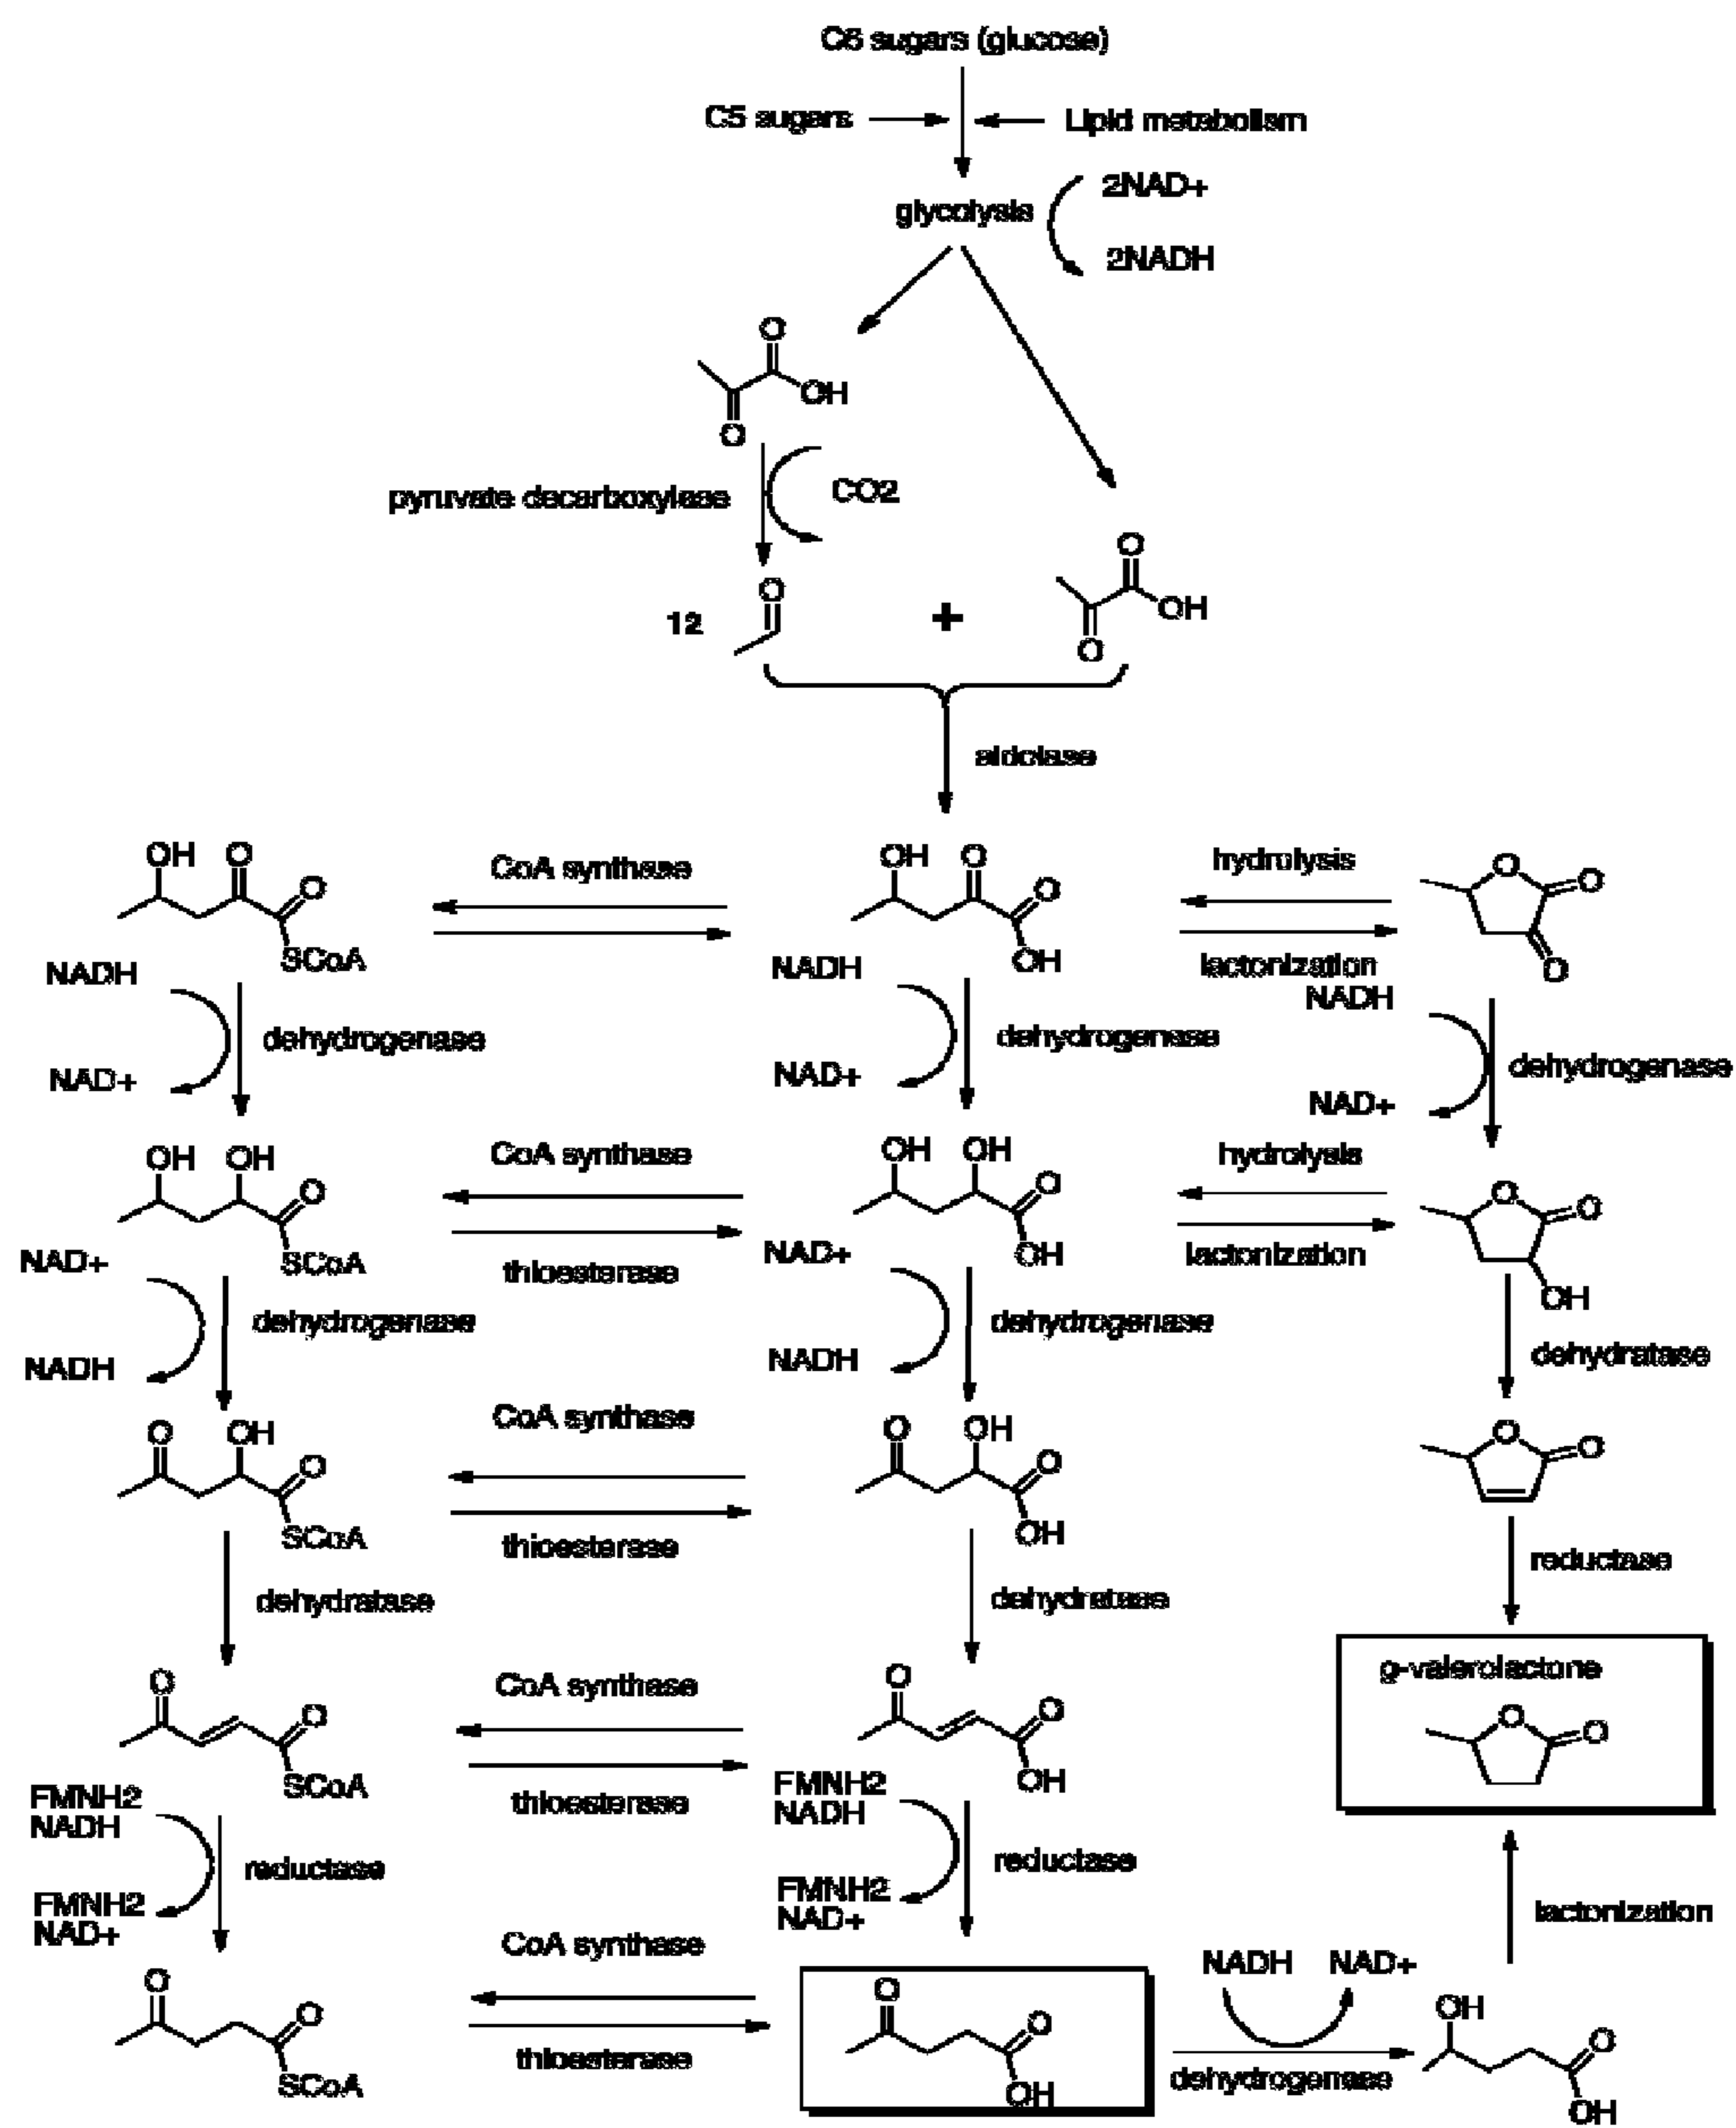 C6 sugars (glucose)
C5 sugars
Lipid metabolism
glycolysis
2NAD+
2NADH
O
OH
O
pyruvate decarboxylase
CO2
12
O
+
O
OH
O
aldolase
OH O
O
SCoA
CoA synthase
OH O
O
OH
hydrolysis
lactonization
O
O
O
NADH
NAD+
dehydrogenase
NADH
NAD+
dehydrogenase
NADH
NAD+
dehydrogenase
OH OH
O
SCoA
CoA synthase
thioesterase
OH OH
O
OH
hydrolysis
lactonization
O
O
OH
NAD+
NADH
dehydrogenase
NAD+
NADH
dehydrogenase
dehydratase
O OH
O
SCoA
CoA synthase
thioesterase
O OH
O
OH
O
O
dehydratase
dehydratase
reductase
O
O
SCoA
CoA synthase
thioesterase
O
O
OH
g-valerolactone
O
O
FMNH2
NADH
FMNH2
NAD+
reductase
FMNH2
NADH
FMNH2
NAD+
reductase
lactonization
O
O
SCoA
CoA synthase
thioesterase
O
O
OH
NADH NAD+
dehydrogenase
OH
O
OH